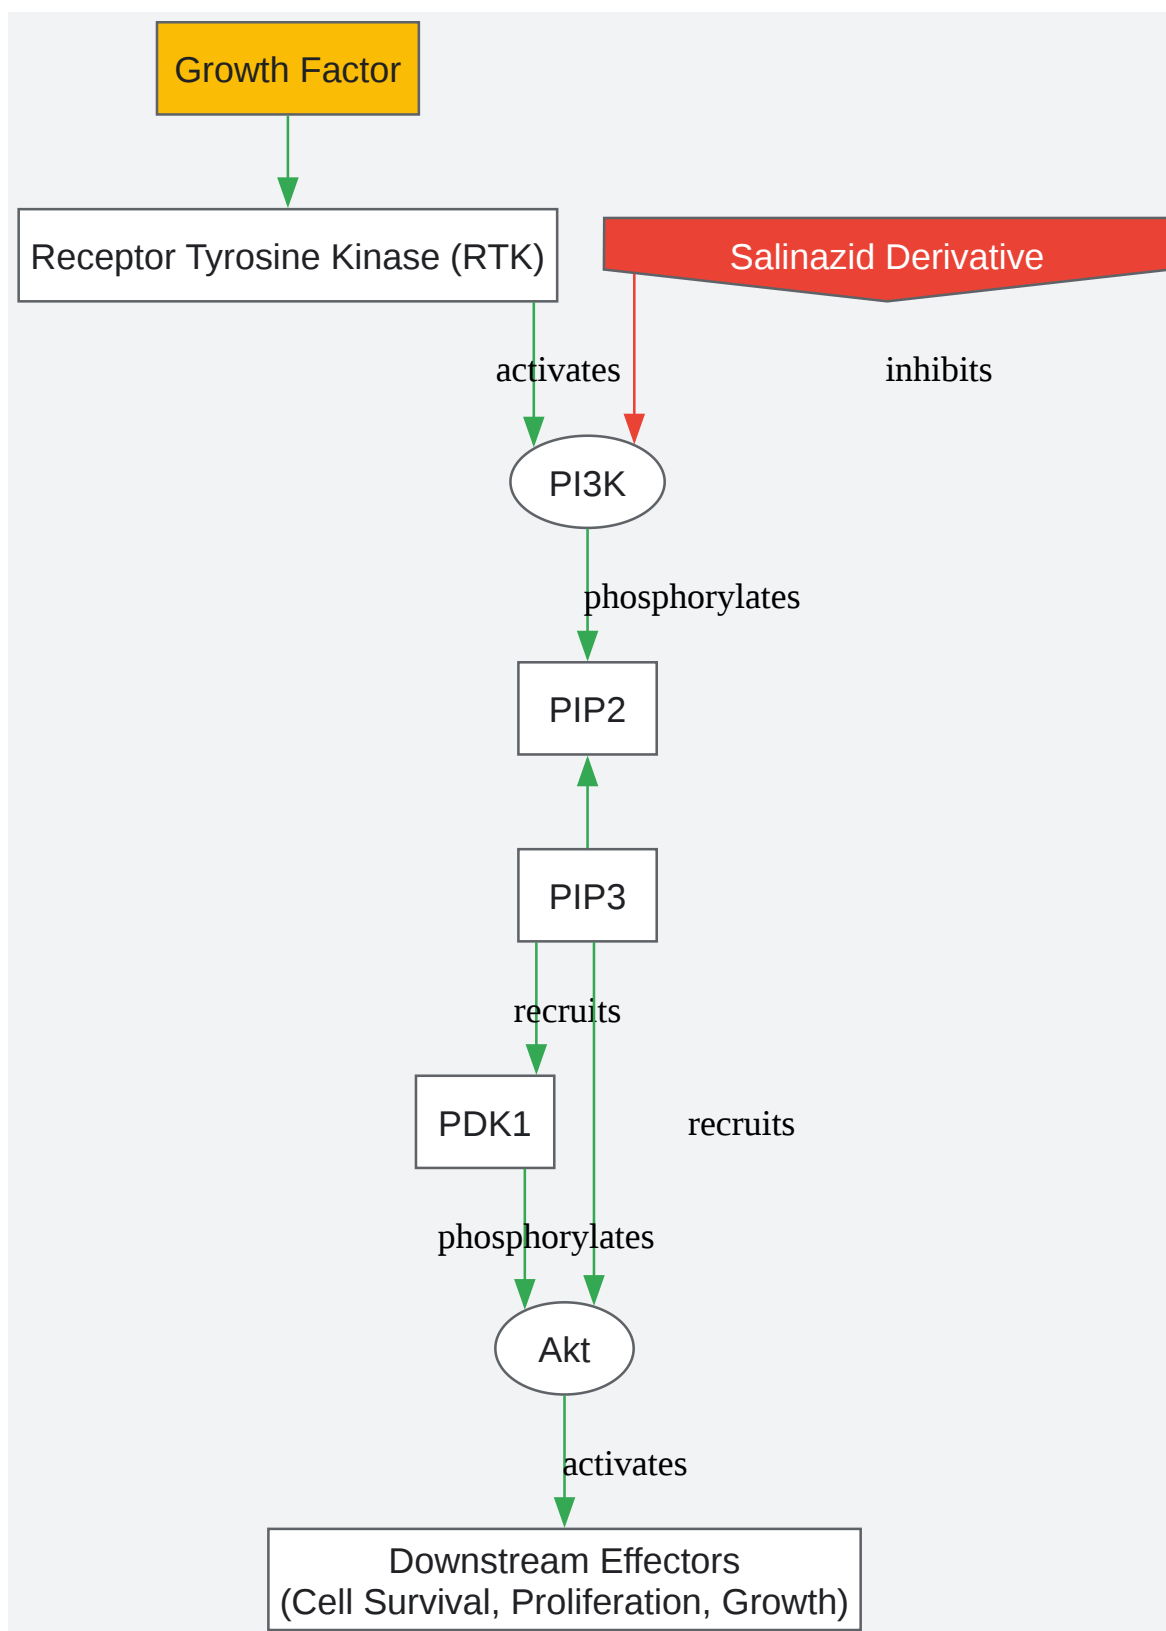 Growth Factor
Receptor Tyrosine Kinase (RTK)
Salinazid Derivative
activates
inhibits
PI3K
phosphorylates
PIP2
PIP3
recruits
PDK1
recruits
phosphorylates
Akt
activates
Downstream Effectors
(Cell Survival, Proliferation, Growth)